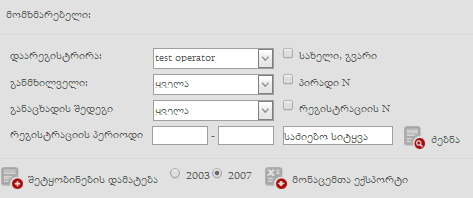 მომხმარებელი:
დაარეგისტრირა: test operator სახელი, გვარი
განმხილველი: ყველა პირადი N
განაცხადის შედეგი ყველა რეგისტრაციის N
რეგისტრაციის პერიოდი - საძიებო სიტყვა ძებნა
შეტყობინების დამატება 2003 2007 მონაცემთა ექსპორტი